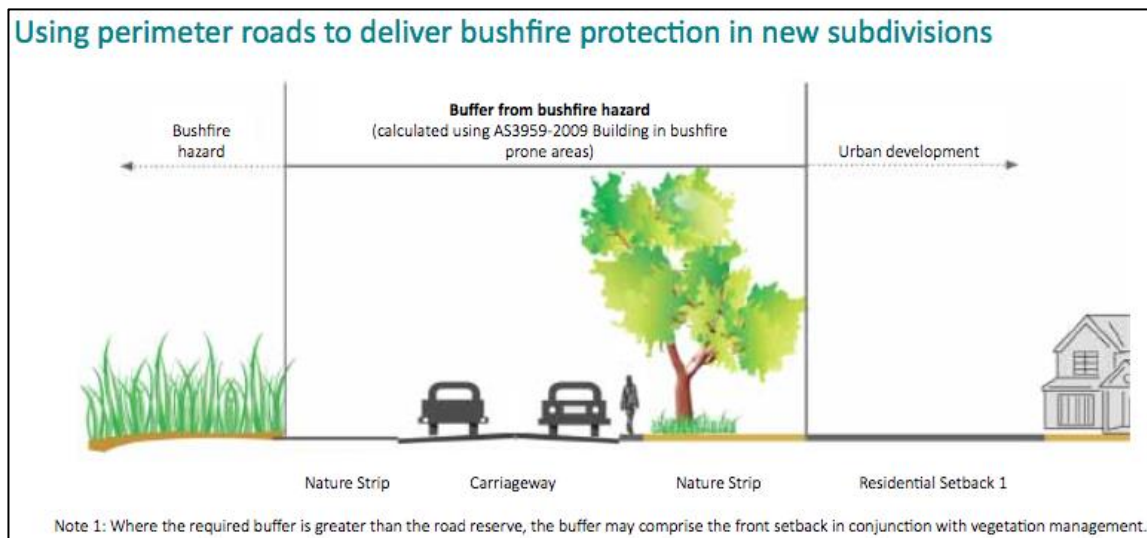 Using perimeter roads to deliver bushfire protection in new subdivisions
Buffer from bushfire hazard
(calculated using AS3959-2009 Building in bushfire
prone areas)
Bushfire
hazard
Urban development
Nature Strip
Carriageway
Nature Strip
Residential Setback 1
Note 1: Where the required buffer is greater than the road reserve, the buffer may comprise the front setback in conjunction with vegetation management.